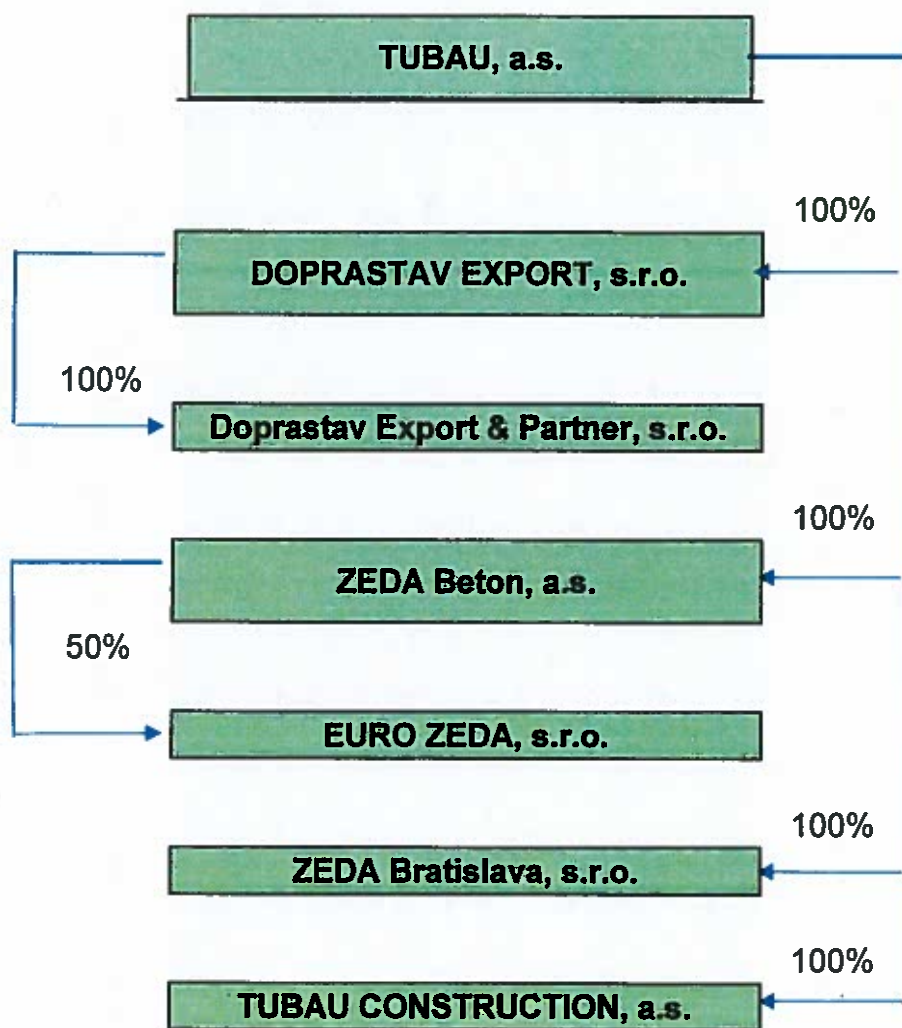 TUBAU, a.s.
100%
DOPRASTAV EXPORT, s.r.o.
100%
Doprastav Export & Partner, s.r.o.
100%
ZEDA Beton, a.s.
50%
EURO ZEDA, s.r.o.
100%
ZEDA Bratislava, s.r.o.
100%
TUBAU CONSTRUCTION, a.s.